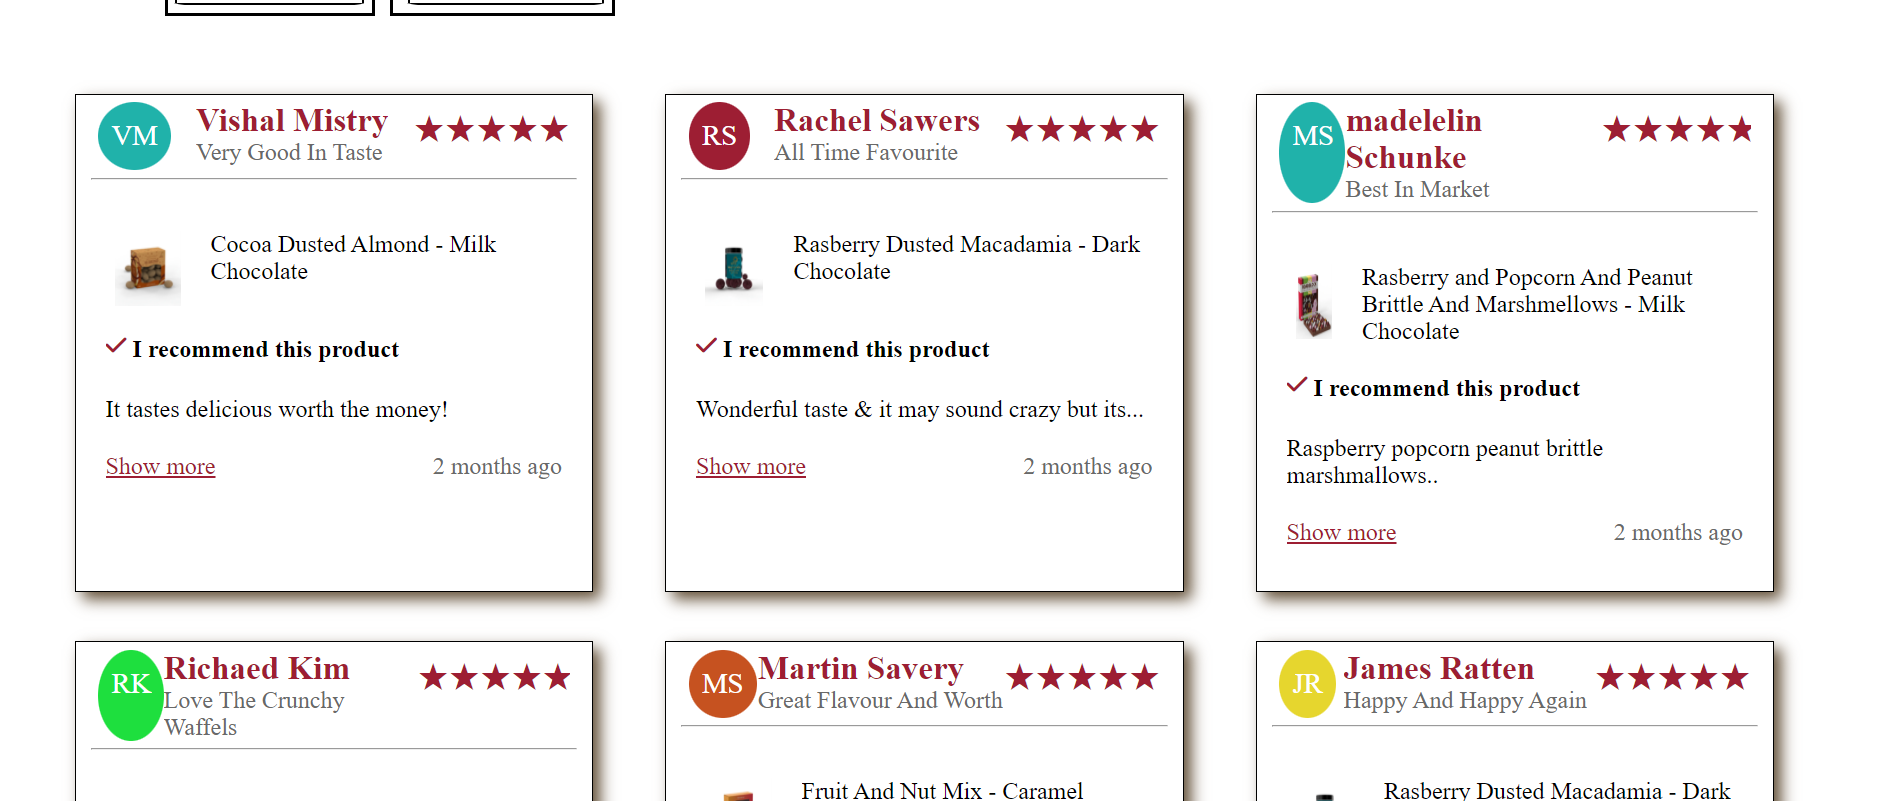 VM
Vishal Mistry
★★★★★
Very Good In Taste
Cocoa Dusted Almond - Milk
Chocolate
I recommend this product
It tastes delicious worth the money!
Show more
2 months ago
RS
Rachel Sawers
★★★★★
All Time Favourite
Rasberry Dusted Macadamia - Dark
Chocolate
I recommend this product
Wonderful taste & it may sound crazy but its...
Show more
2 months ago
MS
madelelin
Schunke
★★★★★
Best In Market
Rasberry and Popcorn And Peanut
Brittle And Marshmellows - Milk
Chocolate
I recommend this product
Raspberry popcorn peanut brittle
marshmallows..
Show more
2 months ago
RK
Richaed Kim
★★★★★
Love The Crunchy
Waffels
MS
Martin Savery
★★★★★
Great Flavour And Worth
Fruit And Nut Mix - Caramel
JR
James Ratten
★★★★★
Happy And Happy Again
Rasberry Dusted Macadamia - Dark